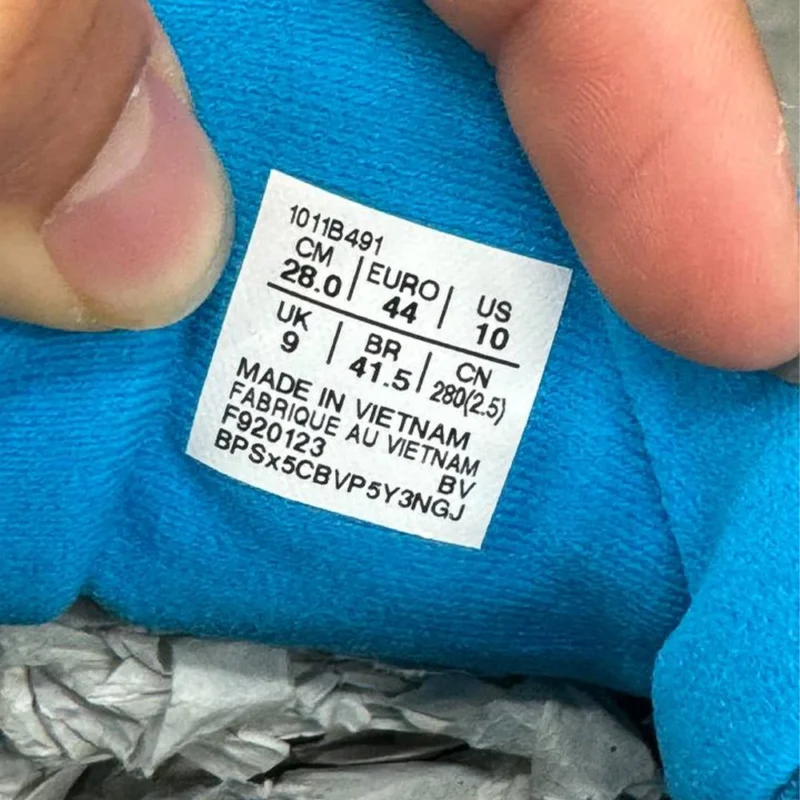 1011B491
CM | EURO | US
28.0 | 44 | 10
UK | BR | CN
9 | 41.5 | 280(2.5)
MADE IN VIETNAM
FABRIQUE AU VIETNAM
F920123 BV
BPSx5CBVP5Y3NGJ